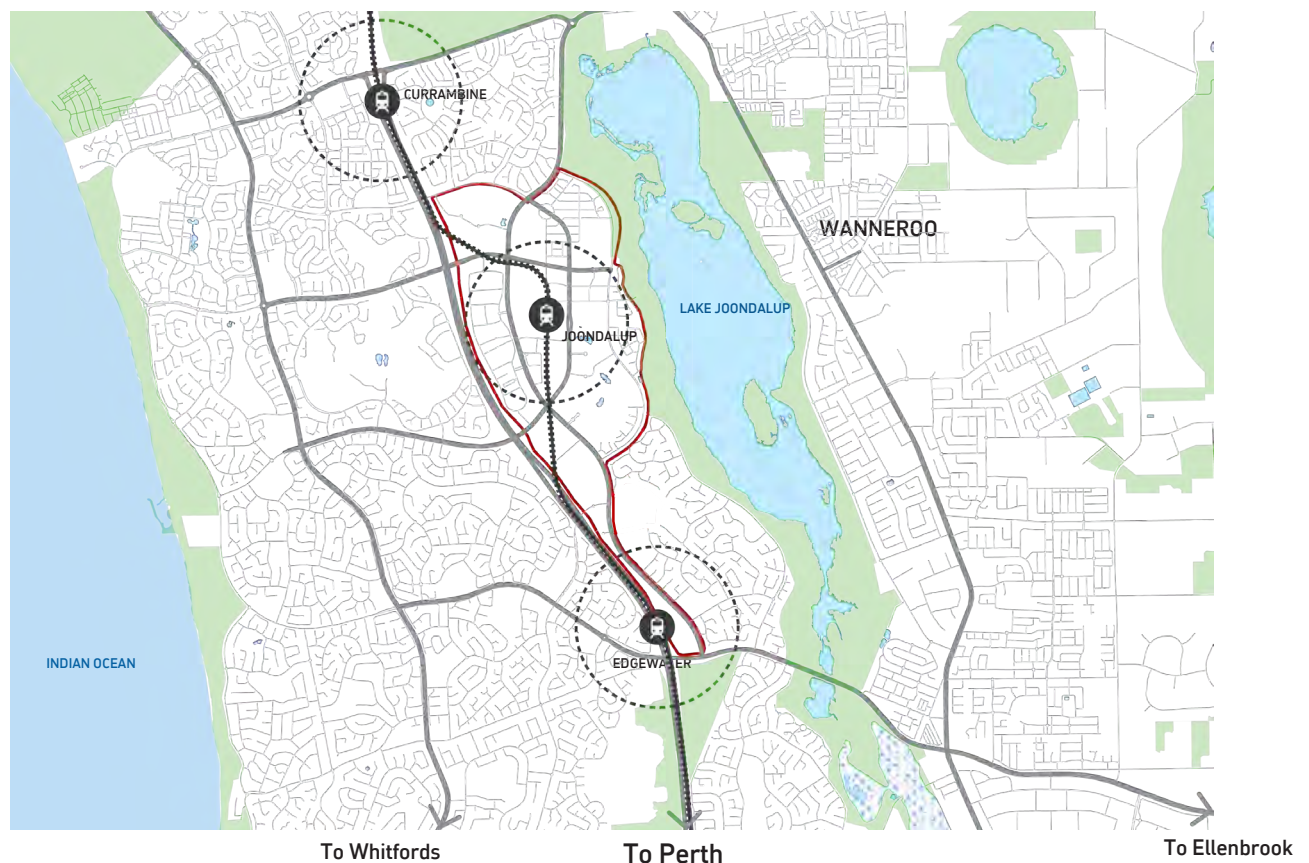 CURRAMBINE
WANNEROO
LAKE JOONDALUP
JOONDALUP
INDIAN OCEAN
EDGEWATER
To Whitfords
To Perth
To Ellenbrook